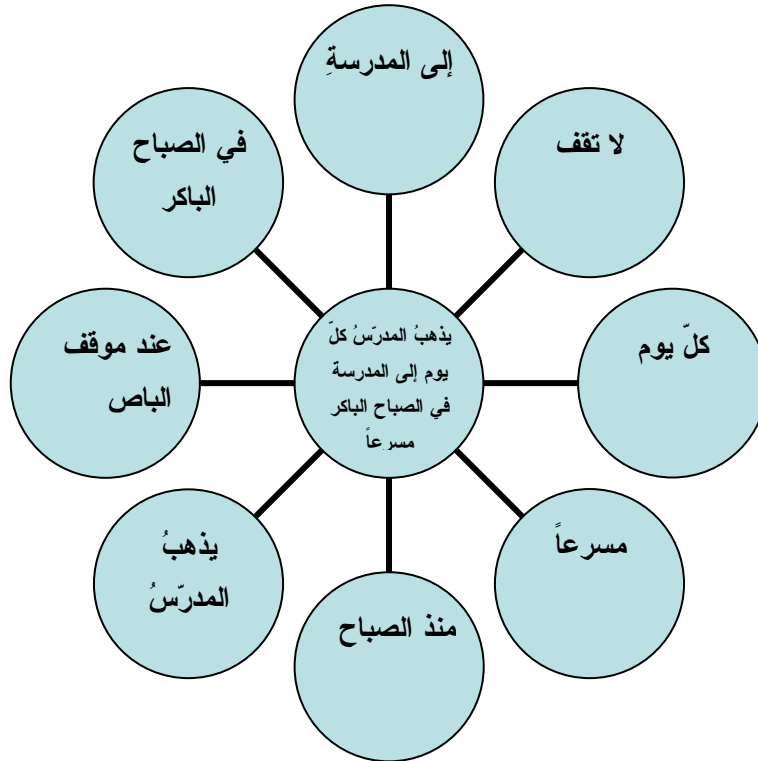 إلى المدرسةِ
لا تقف
كلّ يوم
مسرعاً
منذ الصباح
يذهبُ
المدرّسُ
عند موقف
الباص
في الصباح
الباكر
يذهبُ المدرّسُ كلّ
يوم إلى المدرسة
في الصباح الباكر
مسرعاً